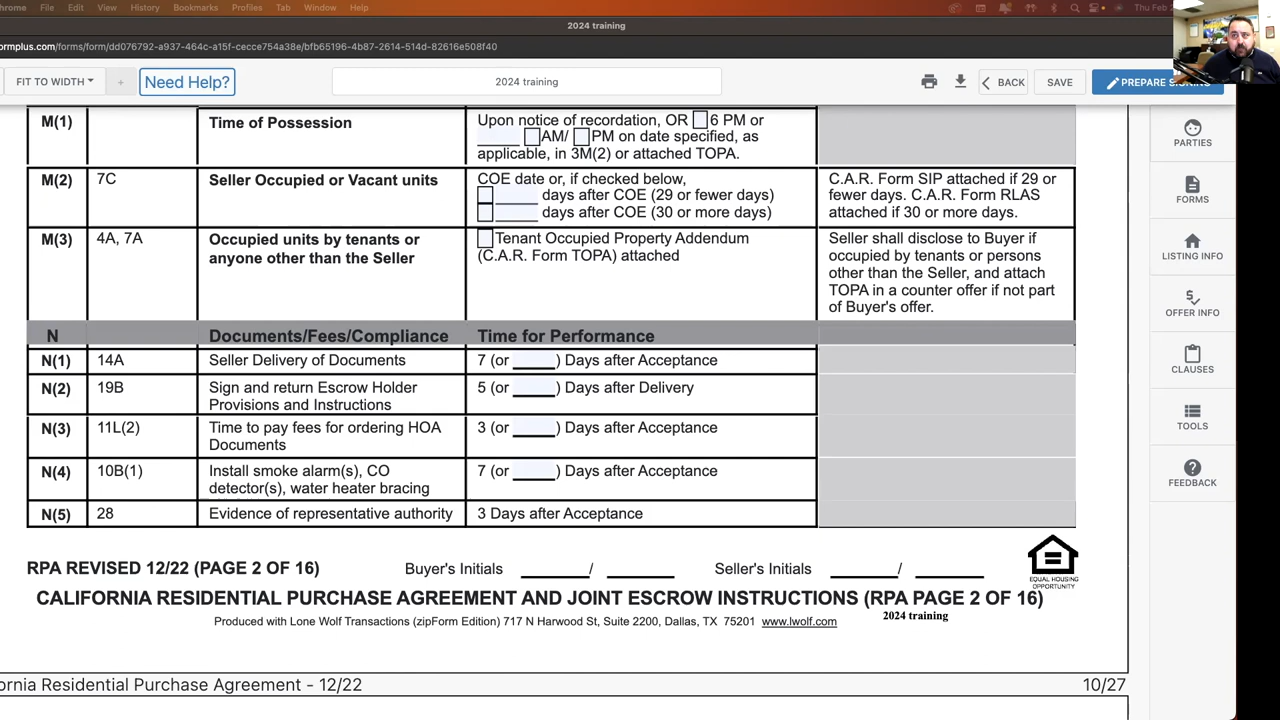 Chrome File Edit View History Bookmarks Profiles Tab Window Help
2024 training
ormplus.com/forms/form/dd076792-a937-464c-a15f-cecce754a38e/bfb65196-4b87-2614-514d-82616e508f40
FIT TO WIDTH + Need Help? 2024 training BACK SAVE PREPARE
M(1) Time of Possession Upon notice of recordation, OR 6 PM or
AM/ PM on date specified, as
applicable, in 3M(2) or attached TOPA.
M(2) 7C Seller Occupied or Vacant units COE date or, if checked below,
days after COE (29 or fewer days)
days after COE (30 or more days)
C.A.R. Form SIP attached if 29 or
fewer days. C.A.R. Form RLAS
attached if 30 or more days.
M(3) 4A, 7A Occupied units by tenants or
anyone other than the Seller
Tenant Occupied Property Addendum
(C.A.R. Form TOPA) attached
Seller shall disclose to Buyer if
occupied by tenants or persons
other than the Seller, and attach
TOPA in a counter offer if not part
of Buyer's offer.
N Documents/Fees/Compliance Time for Performance
N(1) 14A Seller Delivery of Documents 7 (or ____) Days after Acceptance
N(2) 19B Sign and return Escrow Holder
Provisions and Instructions
5 (or ____) Days after Delivery
N(3) 11L(2) Time to pay fees for ordering HOA
Documents
3 (or ____) Days after Acceptance
N(4) 10B(1) Install smoke alarm(s), CO
detector(s), water heater bracing
7 (or ____) Days after Acceptance
N(5) 28 Evidence of representative authority 3 Days after Acceptance
RPA REVISED 12/22 (PAGE 2 OF 16) Buyer's Initials ____/ ____ Seller's Initials ____/ ____
EQUAL HOUSING
OPPORTUNITY
CALIFORNIA RESIDENTIAL PURCHASE AGREEMENT AND JOINT ESCROW INSTRUCTIONS (RPA PAGE 2 OF 16)
Produced with Lone Wolf Transactions (zipForm Edition) 717 N Harwood St, Suite 2200, Dallas, TX 75201 www.lwolf.com
2024 training
ornia Residential Purchase Agreement - 12/22 10/27
PARTIES
FORMS
LISTING INFO
OFFER INFO
CLAUSES
TOOLS
FEEDBACK